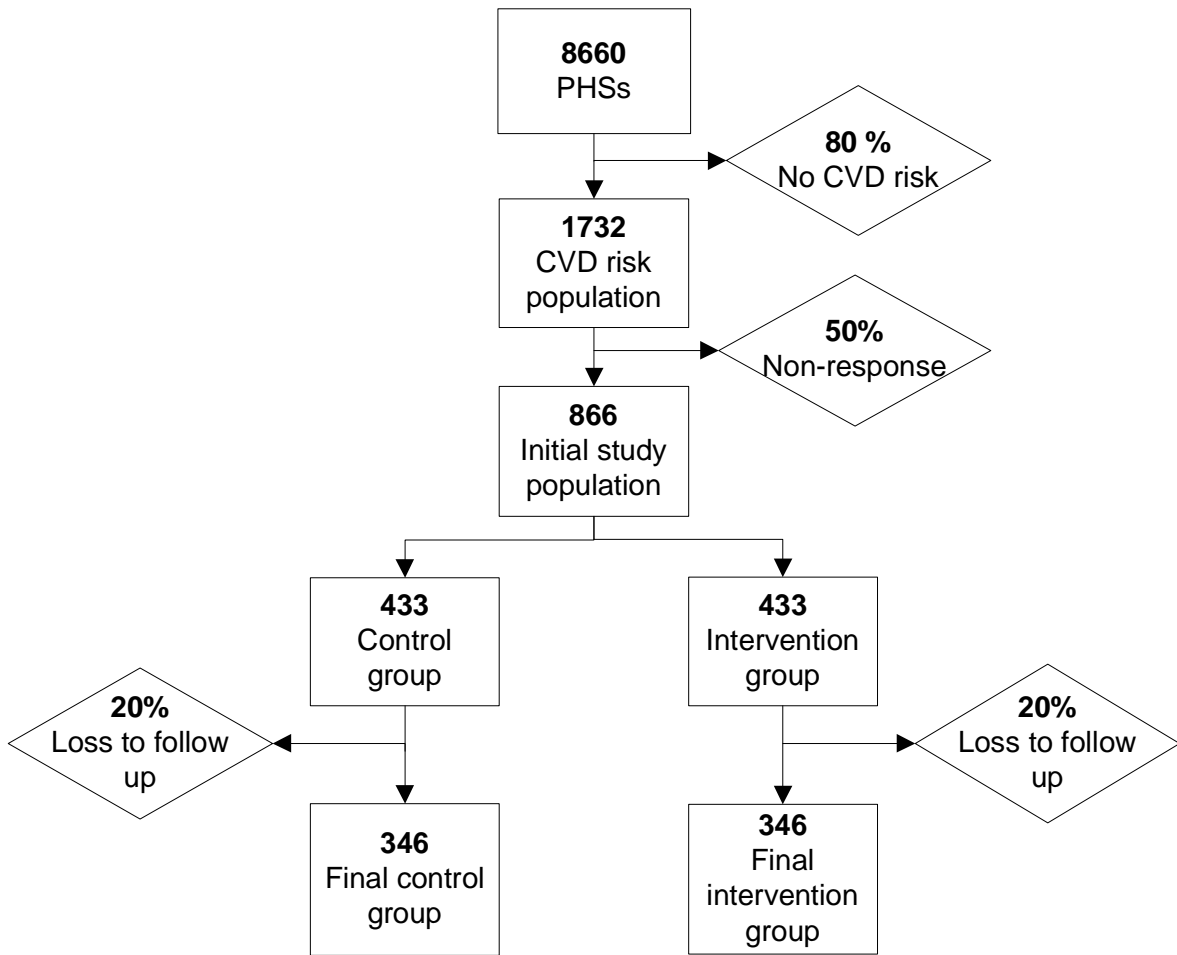 8660
PHSs
80 %
No CVD risk
1732
CVD risk
population
50%
Non-response
866
Initial study
population
433
Control
group
433
Intervention
group
20%
Loss to follow
up
20%
Loss to follow
up
346
Final control
group
346
Final
intervention
group